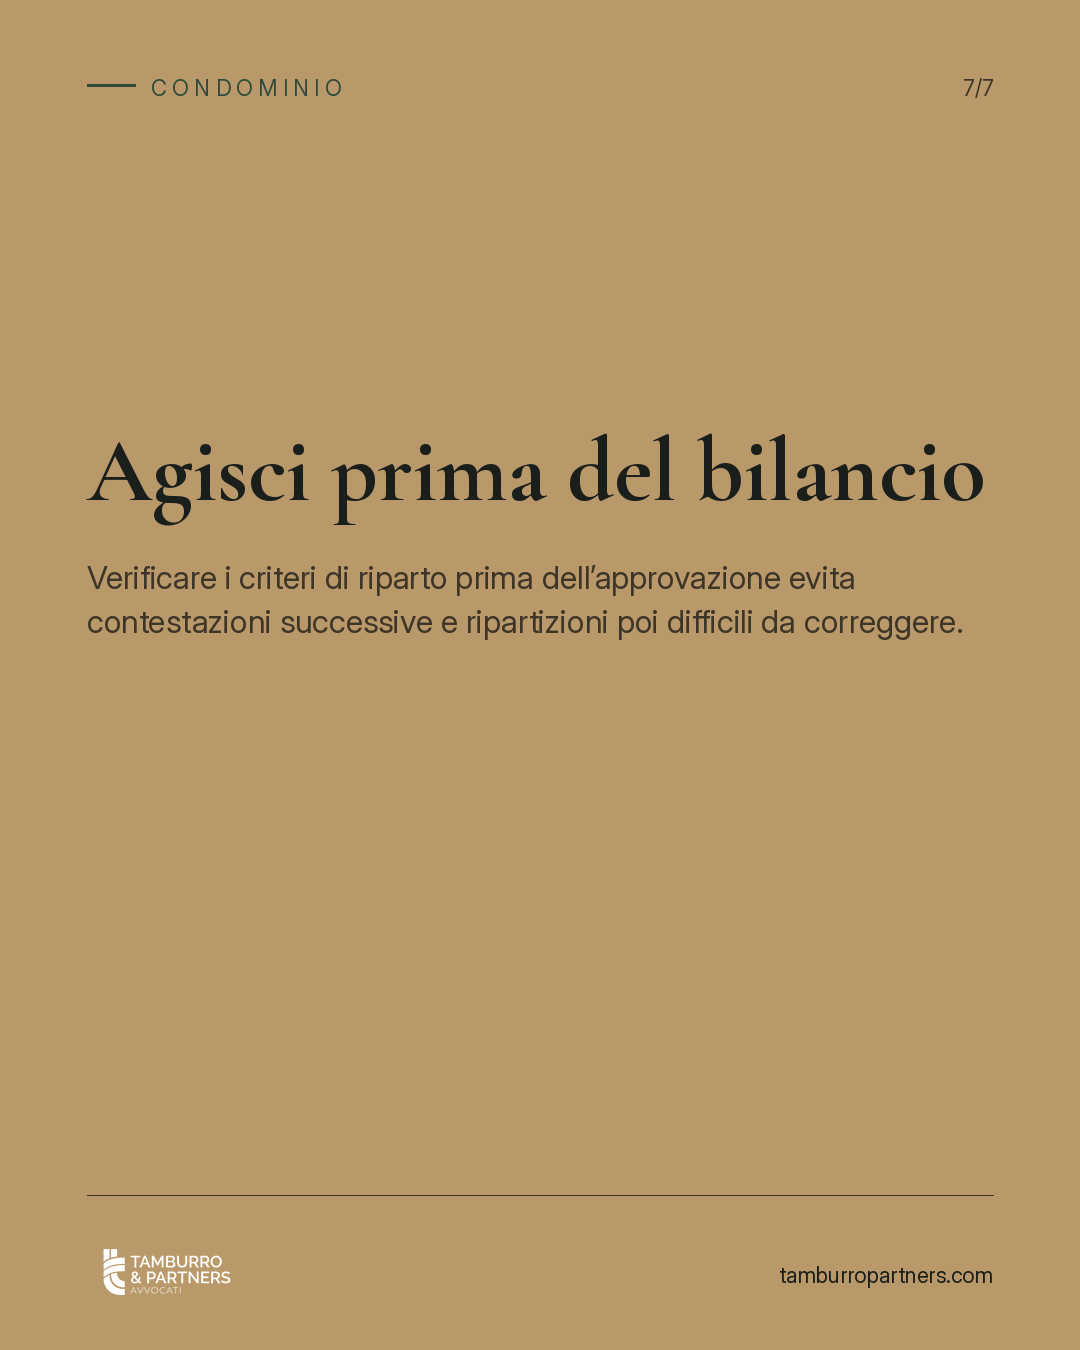 CONDOMINIO
7/7
Agisci prima del bilancio
Verificare i criteri di riparto prima dell’approvazione evita
contestazioni successive e ripartizioni poi difficili da correggere.
TAMBURRO
& PARTNERS
AVVOCATI
tamburropartners.com